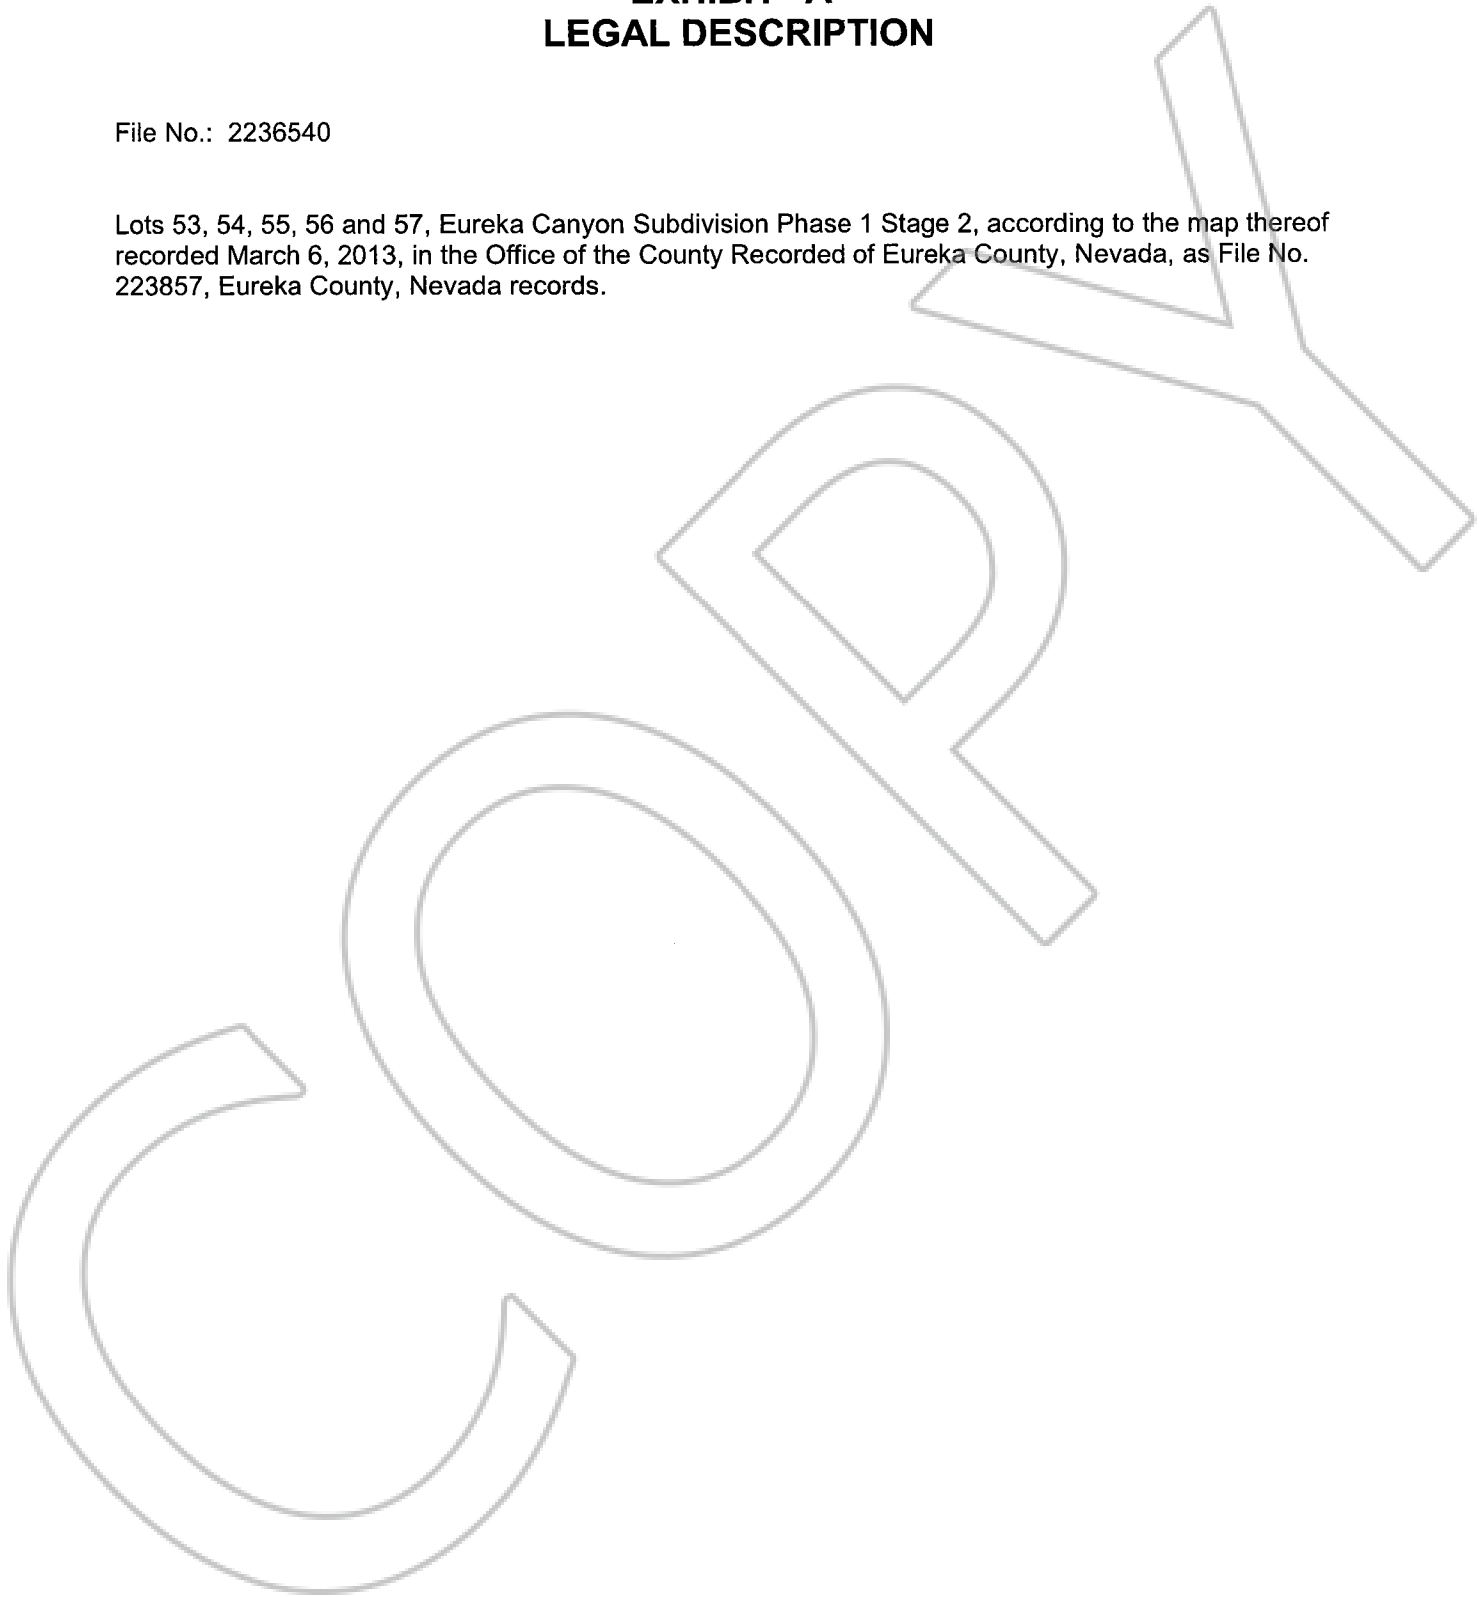 EXHIBIT "A"
LEGAL DESCRIPTION
File No.: 2236540
Lots 53, 54, 55, 56 and 57, Eureka Canyon Subdivision Phase 1 Stage 2, according to the map thereof
recorded March 6, 2013, in the Office of the County Recorded of Eureka County, Nevada, as File No.
223857, Eureka County, Nevada records.
COPY